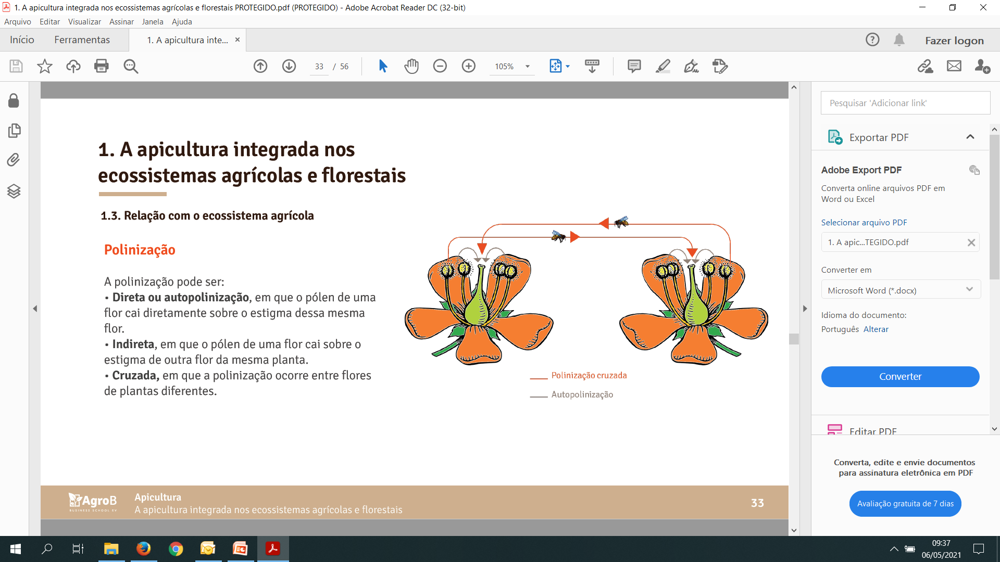 1. A apicultura integrada nos ecossistemas agrícolas e florestais PROTEGIDO.pdf (PROTEGIDO) - Adobe Acrobat Reader DC (32-bit)
Arquivo Editar Visualizar Assinar Janela Ajuda
Início Ferramentas 1. A apicultura inte... × Fazer logon
33 / 56 105%
1. A apicultura integrada nos
ecossistemas agrícolas e florestais
1.3. Relação com o ecossistema agrícola
Polinização
A polinização pode ser:
• Direta ou autopolinização, em que o pólen de uma
flor cai diretamente sobre o estigma dessa mesma
flor.
• Indireta, em que o pólen de uma flor cai sobre o
estigma de outra flor da mesma planta.
• Cruzada, em que a polinização ocorre entre flores
de plantas diferentes.
Polinização cruzada
Autopolinização
AgroB
BUSINESS SCHOOL EV
Apicultura
A apicultura integrada nos ecossistemas agrícolas e florestais
33
Pesquisar 'Adicionar link'
Exportar PDF
Adobe Export PDF
Converta online arquivos PDF em
Word ou Excel
Selecionar arquivo PDF
1. A apic...TEGIDO.pdf
Converter em
Microsoft Word (*.docx)
Idioma do documento:
Português Alterar
Converter
Editar PDF
Converta, edite e envie documentos
para assinatura eletrônica em PDF
Avaliação gratuita de 7 dias
09:37
06/05/2021